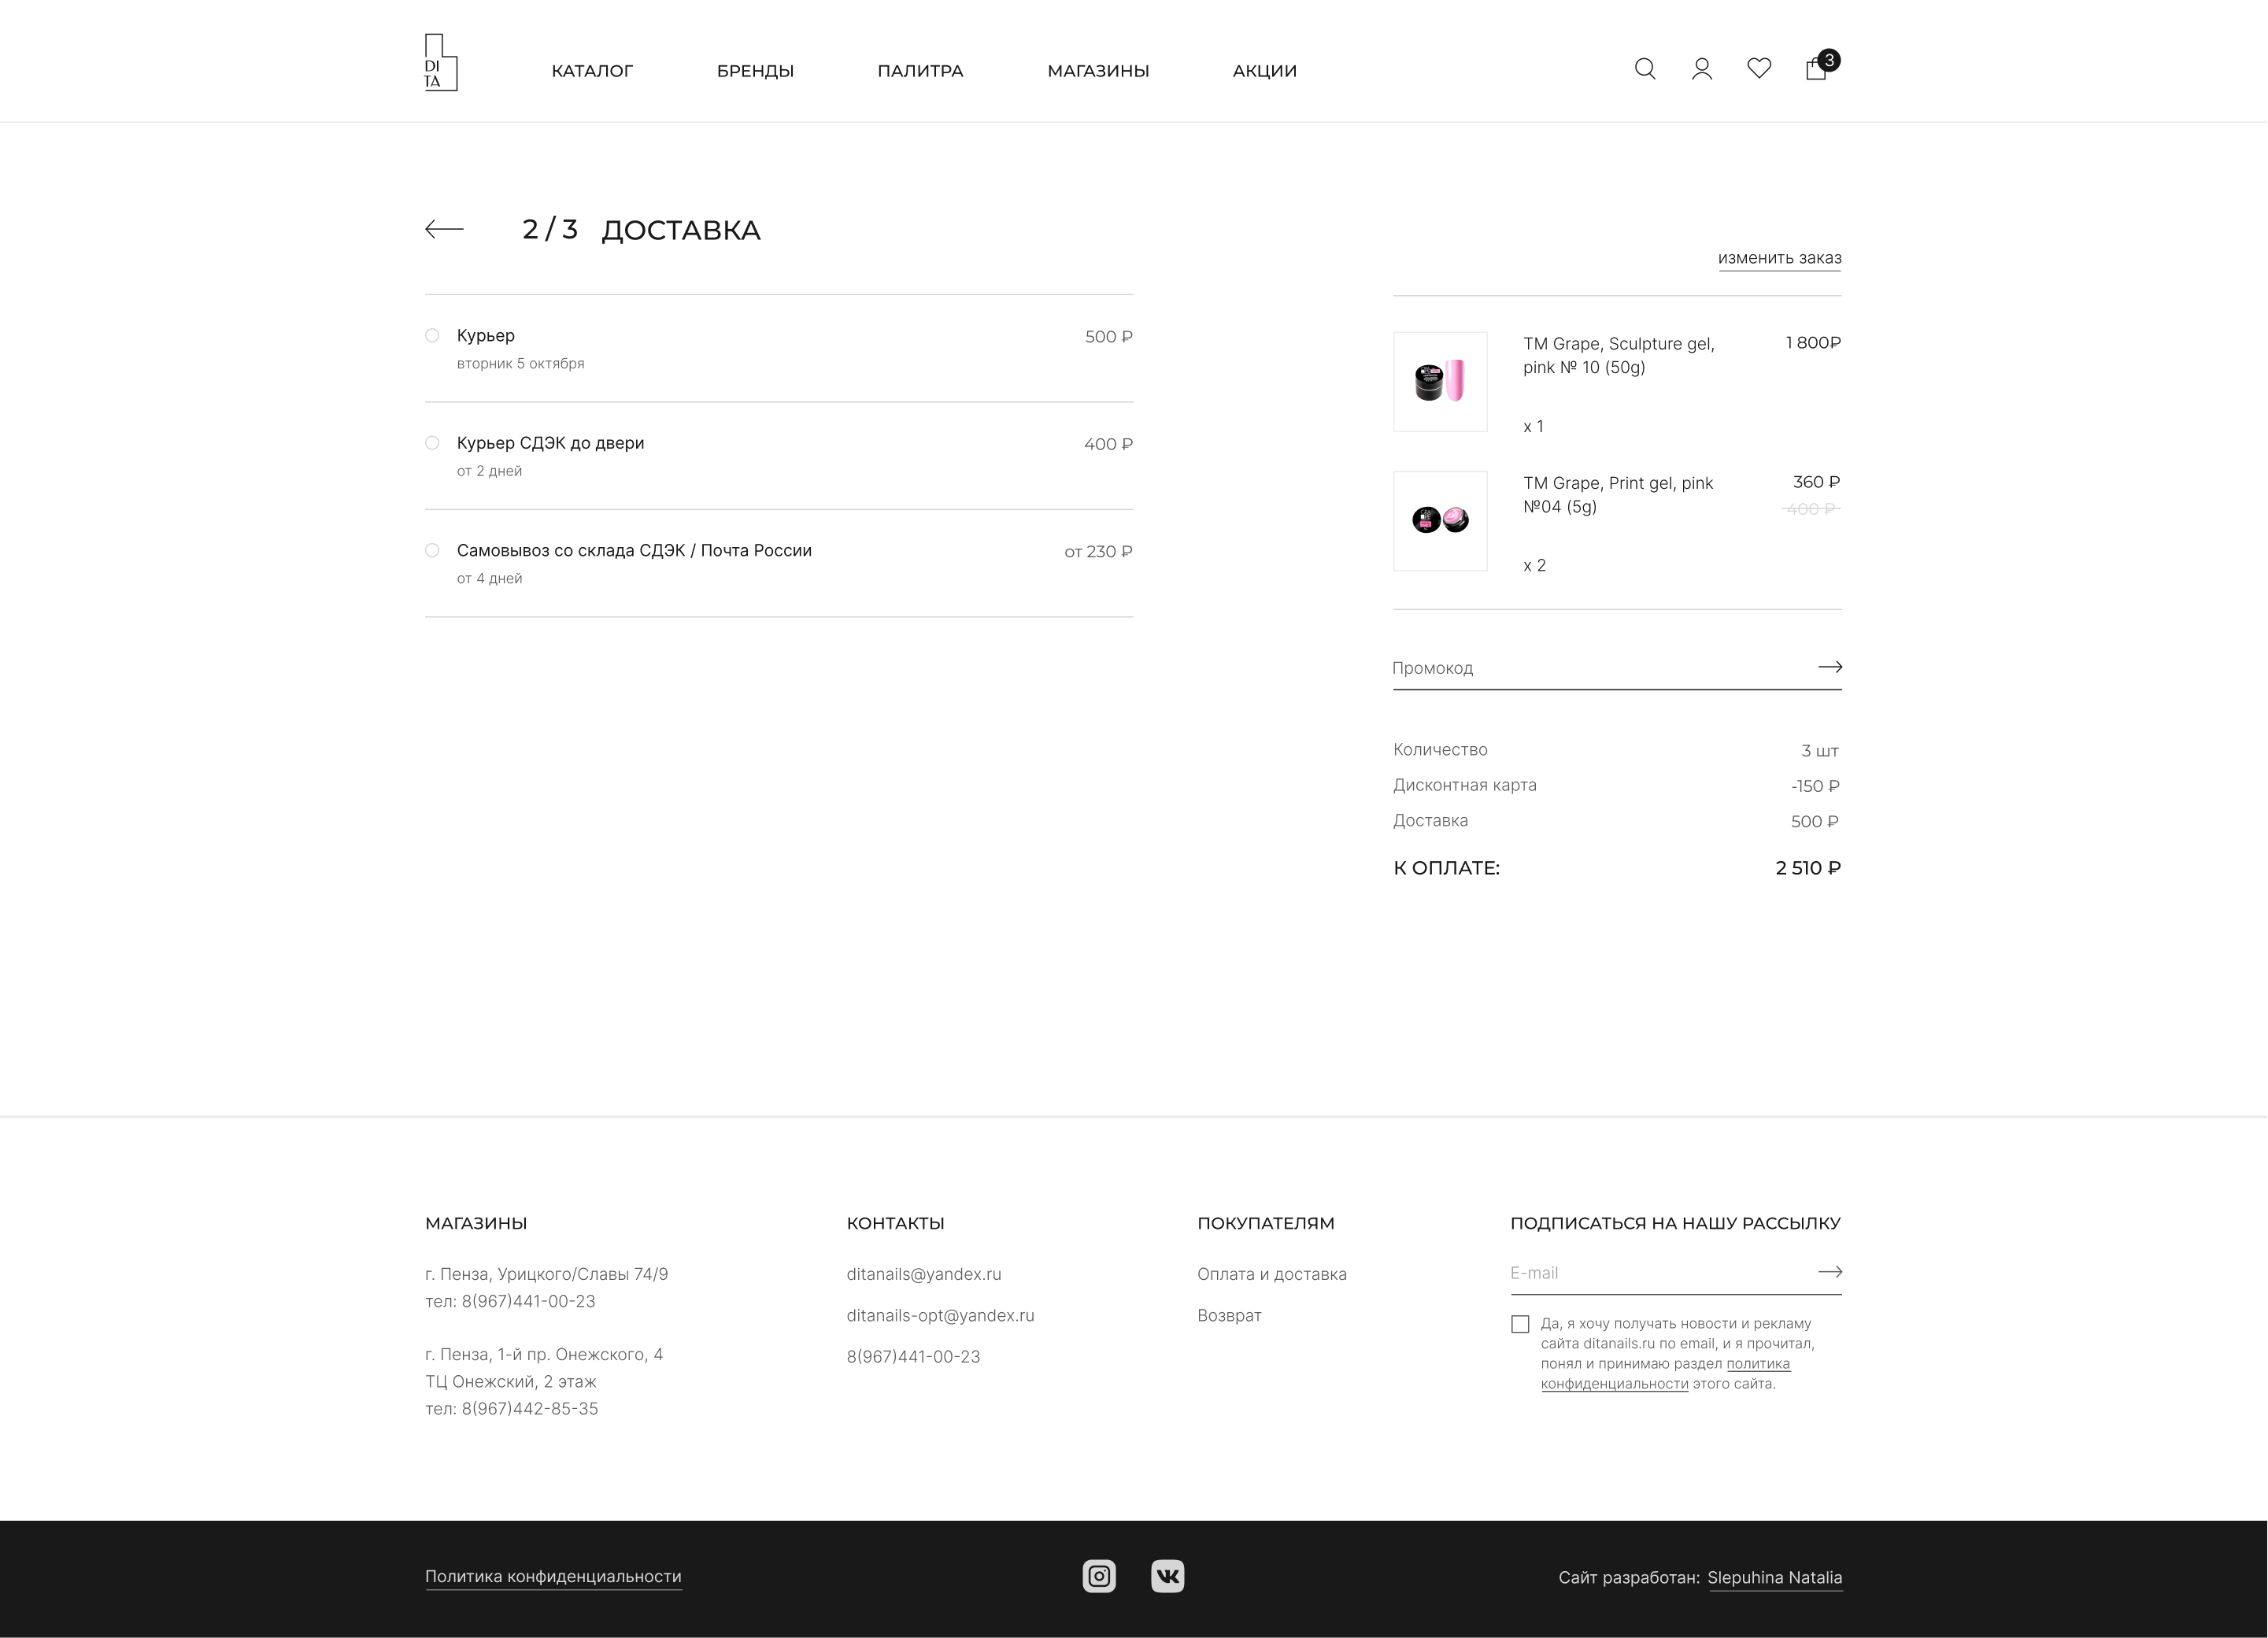 DI
TA
КАТАЛОГ
БРЕНДЫ
ПАЛИТРА
МАГАЗИНЫ
АКЦИИ
3
2 / 3 ДОСТАВКА
Курьер
500 ₽
вторник 5 октября
Курьер СДЭК до двери
400 ₽
от 2 дней
Самовывоз со склада СДЭК / Почта России
от 230 ₽
от 4 дней
изменить заказ
TM Grape, Sculpture gel,
pink № 10 (50g)
1 800₽
x 1
TM Grape, Print gel, pink
№04 (5g)
360 ₽
400 ₽
x 2
Промокод
Количество
3 шт
Дисконтная карта
-150 ₽
Доставка
500 ₽
К ОПЛАТЕ:
2 510 ₽
МАГАЗИНЫ
г. Пенза, Урицкого/Славы 74/9
тел: 8(967)441-00-23
г. Пенза, 1-й пр. Онежского, 4
ТЦ Онежский, 2 этаж
тел: 8(967)442-85-35
КОНТАКТЫ
ditanails@yandex.ru
ditanails-opt@yandex.ru
8(967)441-00-23
ПОКУПАТЕЛЯМ
Оплата и доставка
Возврат
ПОДПИСАТЬСЯ НА НАШУ РАССЫЛКУ
E-mail
Да, я хочу получать новости и рекламу
сайта ditanails.ru по email, и я прочитал,
понял и принимаю раздел политика
конфиденциальности этого сайта.
Политика конфиденциальности
Сайт разработан: Slepuhina Natalia